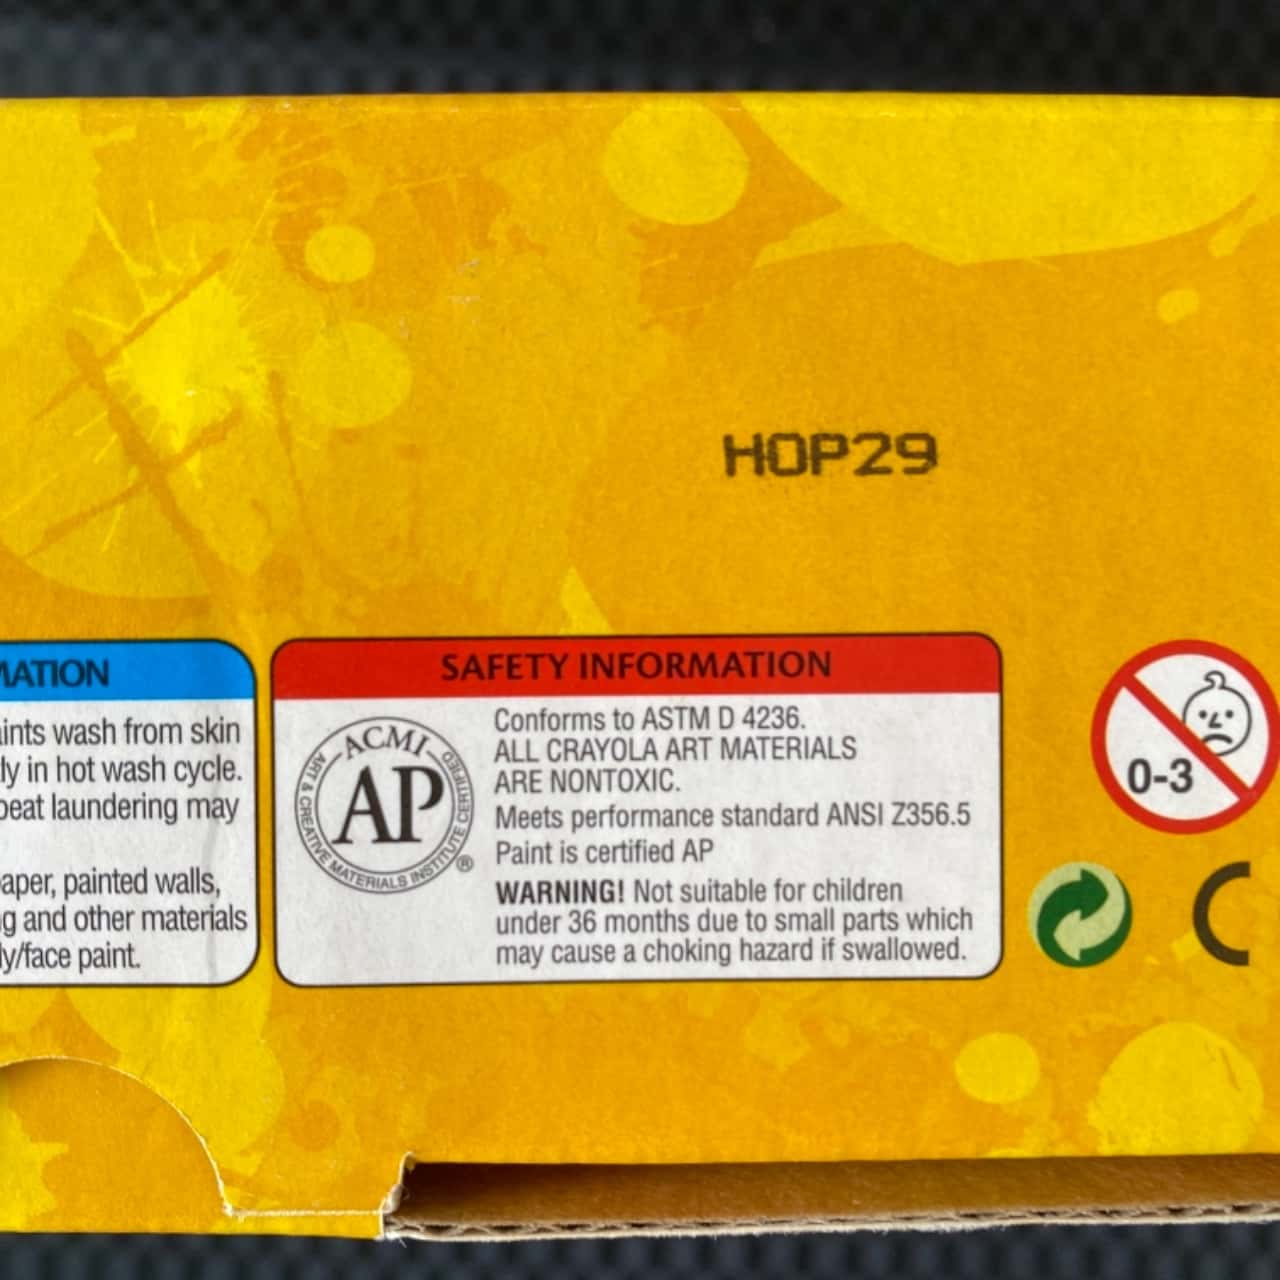 HOP29
MATION
aints wash from skin
ly in hot wash cycle.
peat laundering may
paper, painted walls,
g and other materials
ly/face paint.
SAFETY INFORMATION
ACMI
AP
ART & CREATIVE MATERIALS INSTITUTE CERTIFIED
®
Conforms to ASTM D 4236.
ALL CRAYOLA ART MATERIALS
ARE NONTOXIC.
Meets performance standard ANSI Z356.5
Paint is certified AP
WARNING! Not suitable for children
under 36 months due to small parts which
may cause a choking hazard if swallowed.
0-3
C